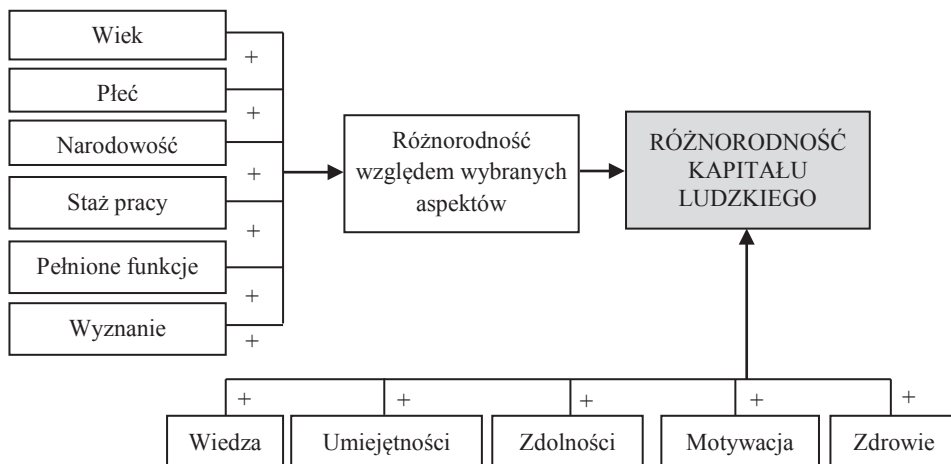 Wiek
+
Płeć
+
Narodowość
+
Staż pracy
+
Pełnione funkcje
+
Wyznanie
+
Różnorodność
względem wybranych
aspektów
RÓŻNORODNOŚĆ
KAPITAŁU
LUDZKIEGO
+ + + + +
Wiedza Umiejętności Zdolności Motywacja Zdrowie